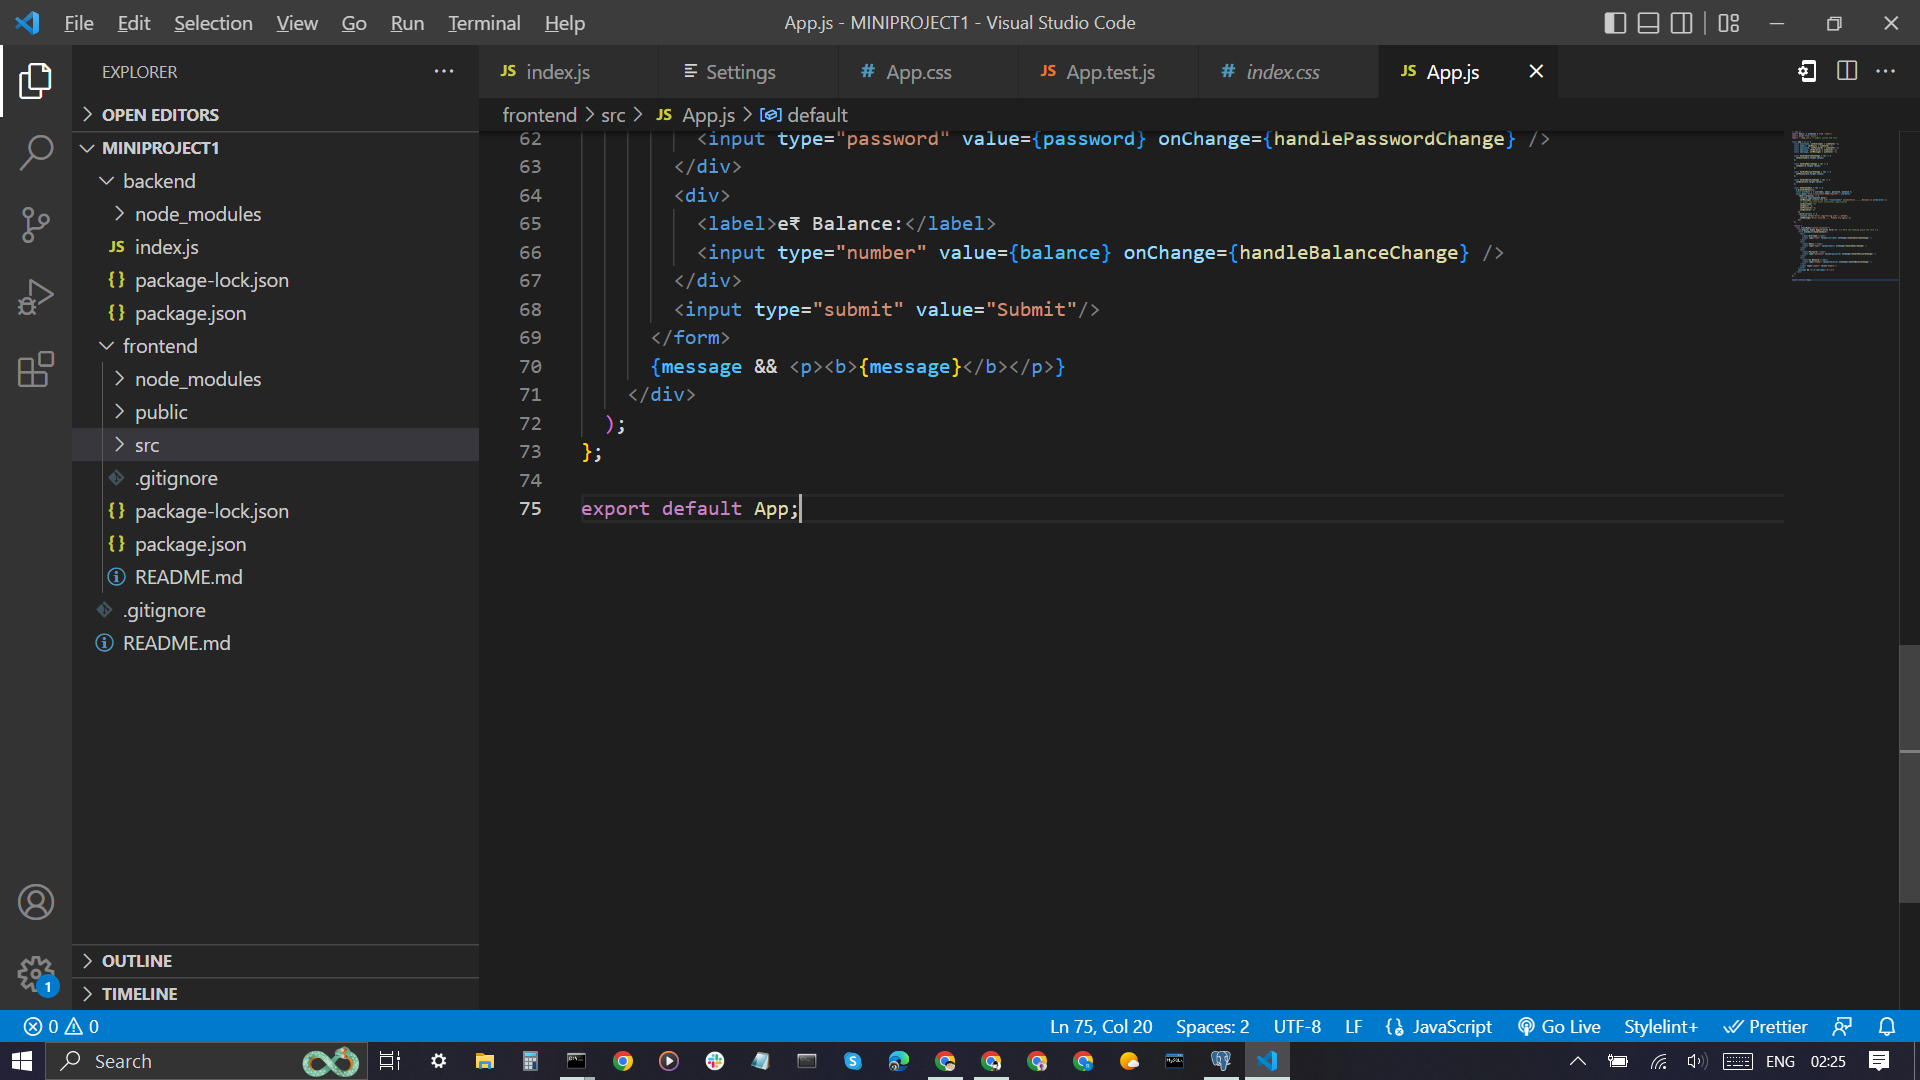 File Edit Selection View Go Run Terminal Help
App.js - MINIPROJECT1 - Visual Studio Code
EXPLORER
OPEN EDITORS
MINIPROJECT1
backend
node_modules
JS index.js
{} package-lock.json
{} package.json
frontend
node_modules
public
src
.gitignore
{} package-lock.json
{} package.json
README.md
.gitignore
README.md
OUTLINE
TIMELINE
1
JS index.js
Settings
# App.css
JS App.test.js
# index.css
JS App.js
frontend > src > JS App.js > default
62 <input type="password" value={password} onChange={handlePasswordChange} />
63 </div>
64 <div>
65 <label>e₹ Balance:</label>
66 <input type="number" value={balance} onChange={handleBalanceChange} />
67 </div>
68 <input type="submit" value="Submit"/>
69 </form>
70 {message && <p><b>{message}</b></p>}
71 </div>
72 );
73 };
74
75 export default App;
0 0
Ln 75, Col 20 Spaces: 2 UTF-8 LF {} JavaScript Go Live Stylelint+ Prettier
Search
ENG 02:25